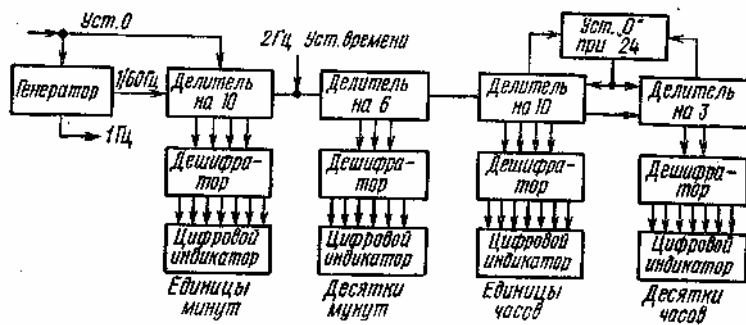 Уст. 0
2Гц Уст. времени
Уст. „0“
при 24
Генератор
1/60Гц
1Гц
Делитель
на 10
Делитель
на 6
Делитель
на 10
Делитель
на 3
Дешифра-
тор
Дешифра-
тор
Дешифра-
тор
Дешифра-
тор
Цифровой
индикатор
Цифровой
индикатор
Цифровой
индикатор
Цифровой
индикатор
Единицы
минут
Десятки
мунут
Единицы
часов
Десятки
часов